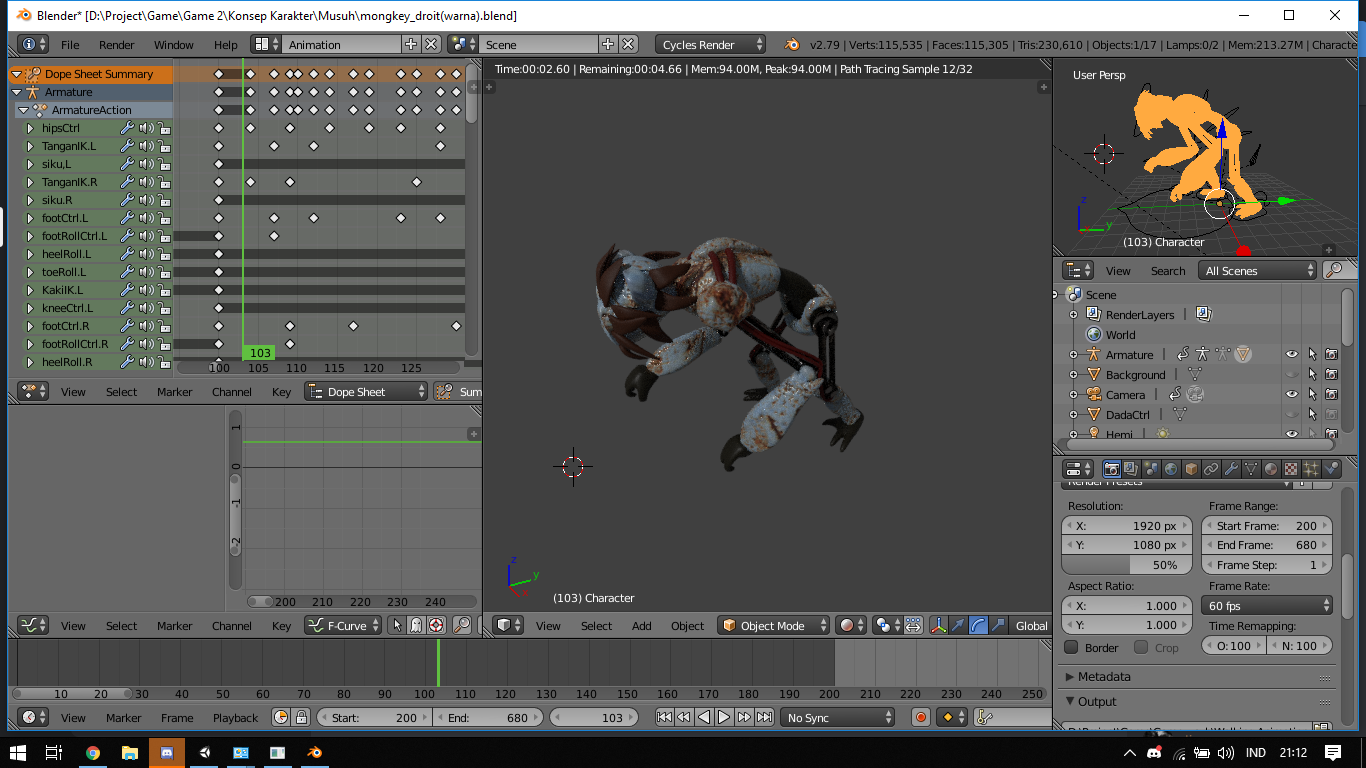 Blender* [D:\Project\Game\Game 2\Konsep Karakter\Musuh\mongkey_droit(warna).blend]
File Render Window Help Animation Scene Cycles Render v2.79 | Verts:115,535 | Faces:115,305 | Tris:230,610 | Objects:1/17 | Lamps:0/2 | Mem:213.27M | Characte
Dope Sheet Summary
Armature
ArmatureAction
hipsCtrl
TanganIK.L
siku,L
TanganIK.R
siku.R
footCtrl.L
footRollCtrl.L
heelRoll.L
toeRoll.L
KakiIK.L
kneeCtrl.L
footCtrl.R
footRollCtrl.R
heelRoll.R
103
100 105 110 115 120 125
View Select Marker Channel Key Dope Sheet Sum
1
0
-1
-2
200 210 220 230 240
View Select Marker Channel Key F-Curve
Time:00:02.60 | Remaining:00:04.66 | Mem:94.00M, Peak:94.00M | Path Tracing Sample 12/32
z
y
(103) Character
View Select Add Object Object Mode Global
User Persp
z
y
(103) Character
View Search All Scenes
Scene
RenderLayers
World
Armature
Background
Camera
DadaCtrl
Hemi
Render Presets
Resolution:
X: 1920 px
Y: 1080 px
50%
Aspect Ratio:
X: 1.000
Y: 1.000
Border Crop
Frame Range:
Start Frame: 200
End Frame: 680
Frame Step: 1
Frame Rate:
60 fps
Time Remapping:
O: 100 N: 100
Metadata
Output
10 20 30 40 50 60 70 80 90 100 110 120 130 140 150 160 170 180 190 200 210 220 230 240 250
View Marker Frame Playback Start: 200 End: 680 103 No Sync
IND 21:12